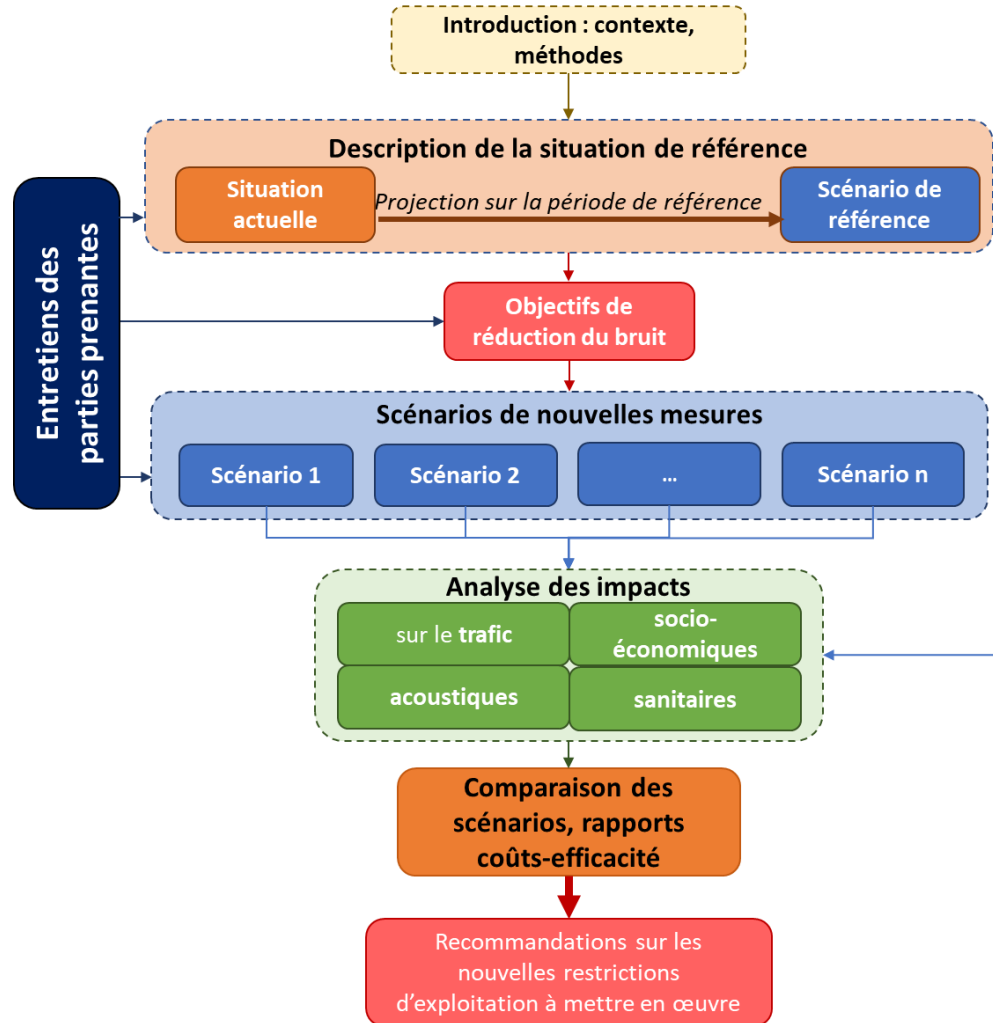 Introduction : contexte,
méthodes
Description de la situation de référence
Situation
actuelle
Projection sur la période de référence
Scénario de
référence
Entretiens des
parties prenantes
Objectifs de
réduction du bruit
Scénarios de nouvelles mesures
Scénario 1
Scénario 2
...
Scénario n
Analyse des impacts
sur le trafic
socio-
économiques
acoustiques
sanitaires
Comparaison des
scénarios, rapports
coûts-efficacité
Recommandations sur les
nouvelles restrictions
d’exploitation à mettre en œuvre